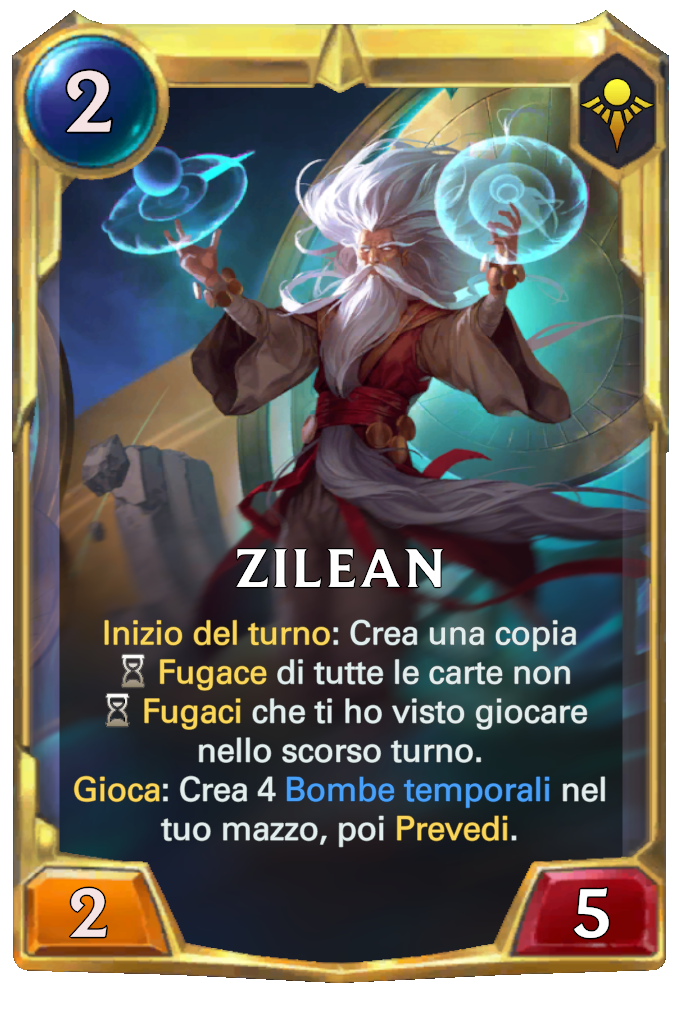 2
ZILEAN
Inizio del turno: Crea una copia
Fugace di tutte le carte non
Fugaci che ti ho visto giocare
nello scorso turno.
Gioca: Crea 4 Bombe temporali nel
tuo mazzo, poi Prevedi.
2
5